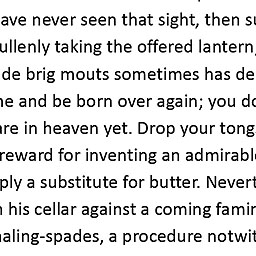 ave never seen that sight, then su
ullenly taking the offered lantern,
de brig mouts sometimes has de
ne and be born over again; you do
are in heaven yet. Drop your tong
reward for inventing an admirabl
ply a substitute for butter. Nevert
his cellar against a coming famin
haling-spades, a procedure notwit